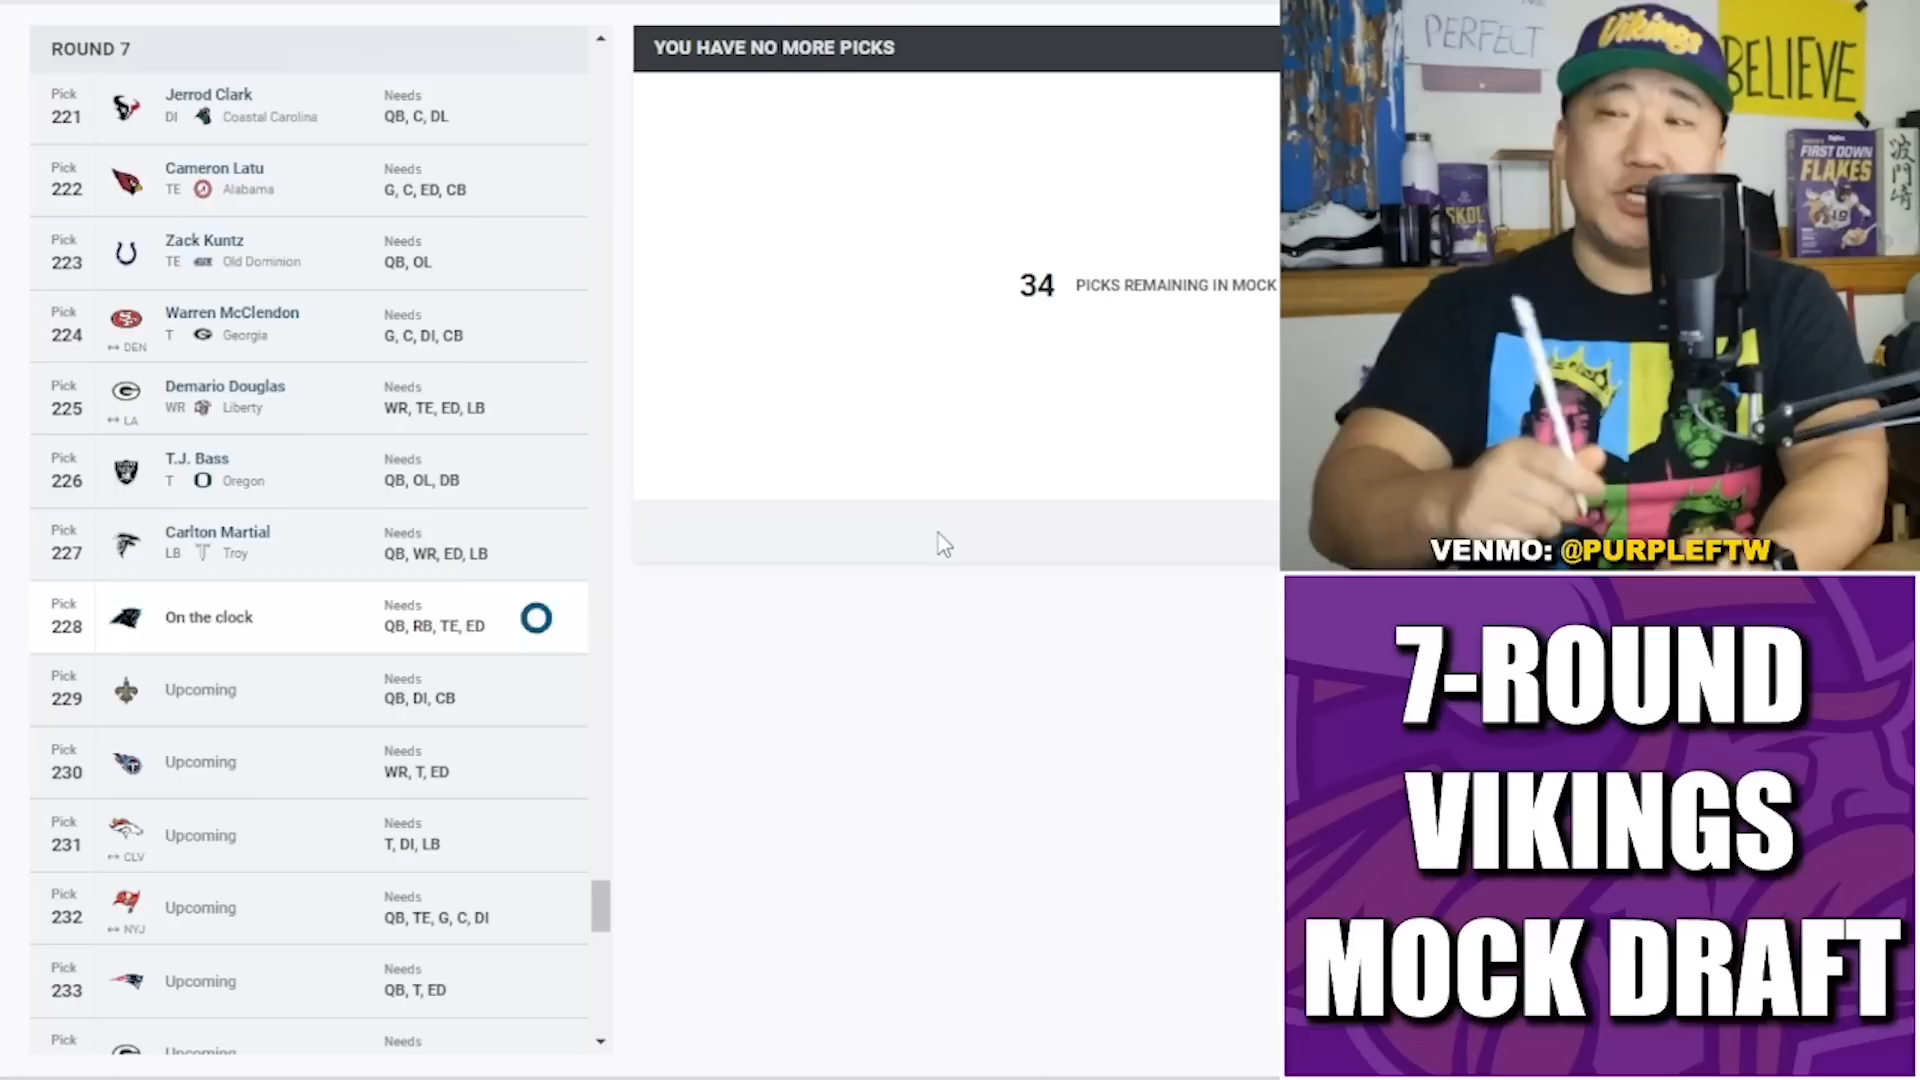 ROUND 7
Pick
221
Jerrod Clark
DI Coastal Carolina
Needs
QB, C, DL
Pick
222
Cameron Latu
TE Alabama
Needs
G, C, ED, CB
Pick
223
Zack Kuntz
TE Old Dominion
Needs
QB, OL
Pick
224
↔ DEN
Warren McClendon
T Georgia
Needs
G, C, DI, CB
Pick
225
↔ LA
Demario Douglas
WR Liberty
Needs
WR, TE, ED, LB
Pick
226
T.J. Bass
T Oregon
Needs
QB, OL, DB
Pick
227
Carlton Martial
LB Troy
Needs
QB, WR, ED, LB
Pick
228
On the clock
Needs
QB, RB, TE, ED
Pick
229
Upcoming
Needs
QB, DI, CB
Pick
230
Upcoming
Needs
WR, T, ED
Pick
231
↔ CLV
Upcoming
Needs
T, DI, LB
Pick
232
↔ NYJ
Upcoming
Needs
QB, TE, G, C, DI
Pick
233
Upcoming
Needs
QB, T, ED
Pick
Upcoming
Needs
YOU HAVE NO MORE PICKS
34 PICKS REMAINING IN MOCK
PERFECT
Vikings
BELIEVE
SKOL
FIRST DOWN
FLAKES
波
門
崎
VENMO: @PURPLEFTW
7-ROUND
VIKINGS
MOCK DRAFT